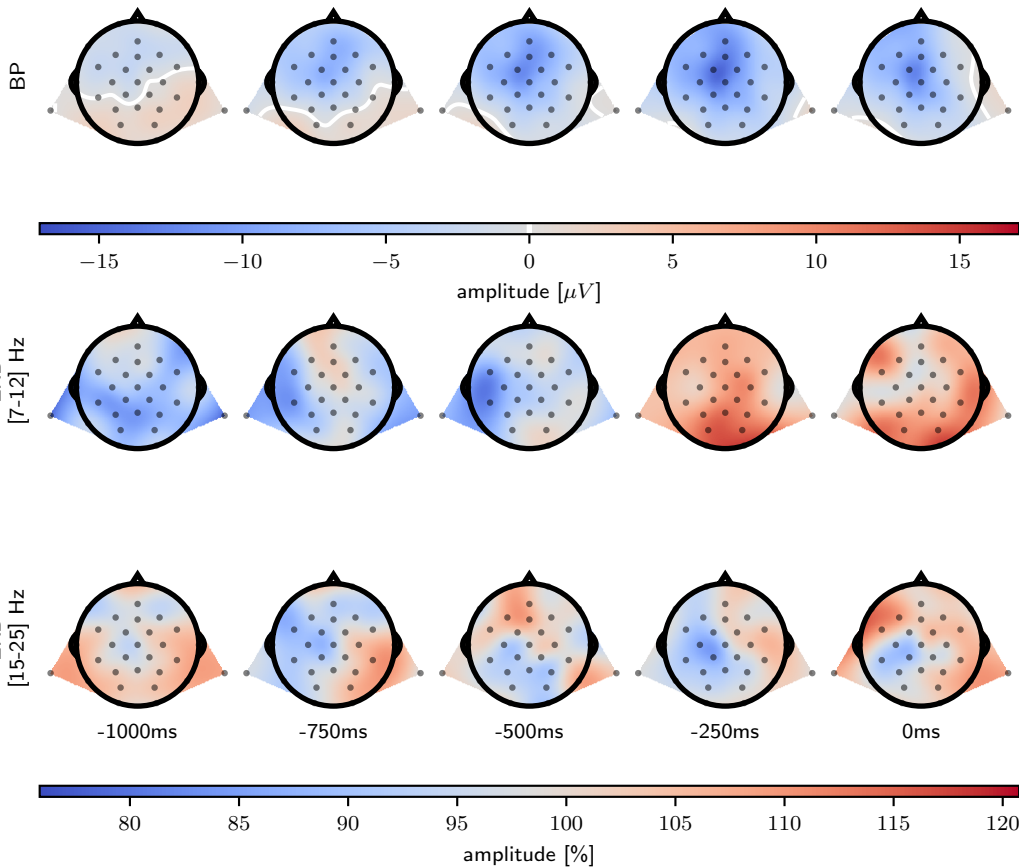 BP
−15 −10 −5 0 5 10 15
amplitude [μV]
[7-12] Hz
[15-25] Hz
-1000ms -750ms -500ms -250ms 0ms
80 85 90 95 100 105 110 115 120
amplitude [%]